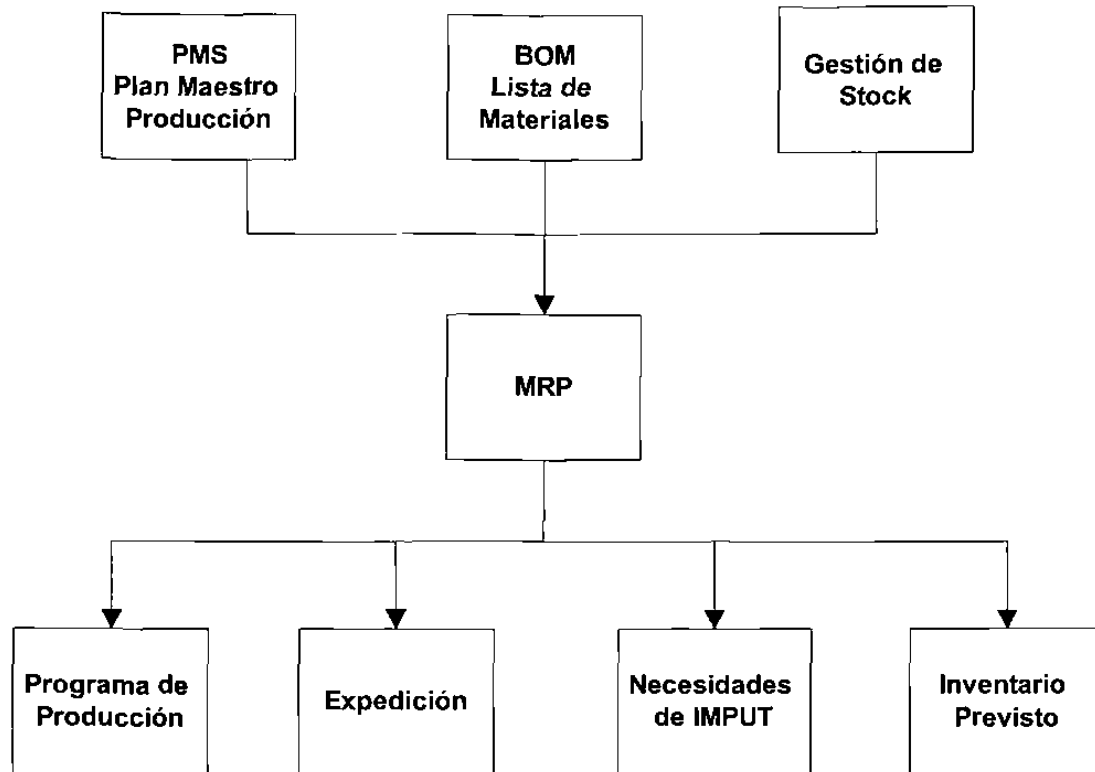 PMS
Plan Maestro
Producción
BOM
Lista de
Materiales
Gestión de
Stock
MRP
Programa de
Producción
Expedición
Necesidades
de IMPUT
Inventario
Previsto